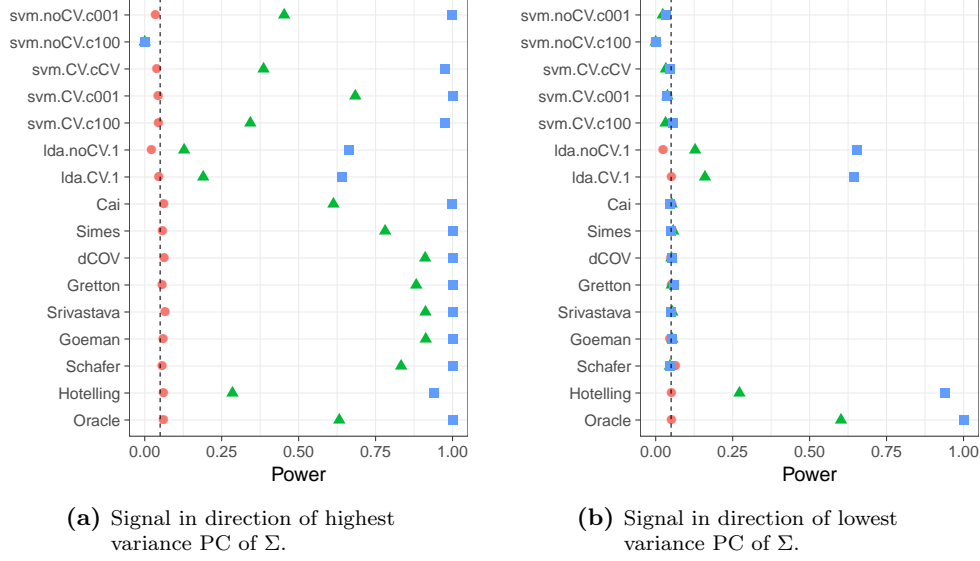 svm.noCV.c001
svm.noCV.c100
svm.CV.cCV
svm.CV.c001
svm.CV.c100
lda.noCV.1
lda.CV.1
Cai
Simes
dCOV
Gretton
Srivastava
Goeman
Schafer
Hotelling
Oracle
0.00 0.25 0.50 0.75 1.00
Power
(a) Signal in direction of highest
variance PC of Σ.
svm.noCV.c001
svm.noCV.c100
svm.CV.cCV
svm.CV.c001
svm.CV.c100
lda.noCV.1
lda.CV.1
Cai
Simes
dCOV
Gretton
Srivastava
Goeman
Schafer
Hotelling
Oracle
0.00 0.25 0.50 0.75 1.00
Power
(b) Signal in direction of lowest
variance PC of Σ.